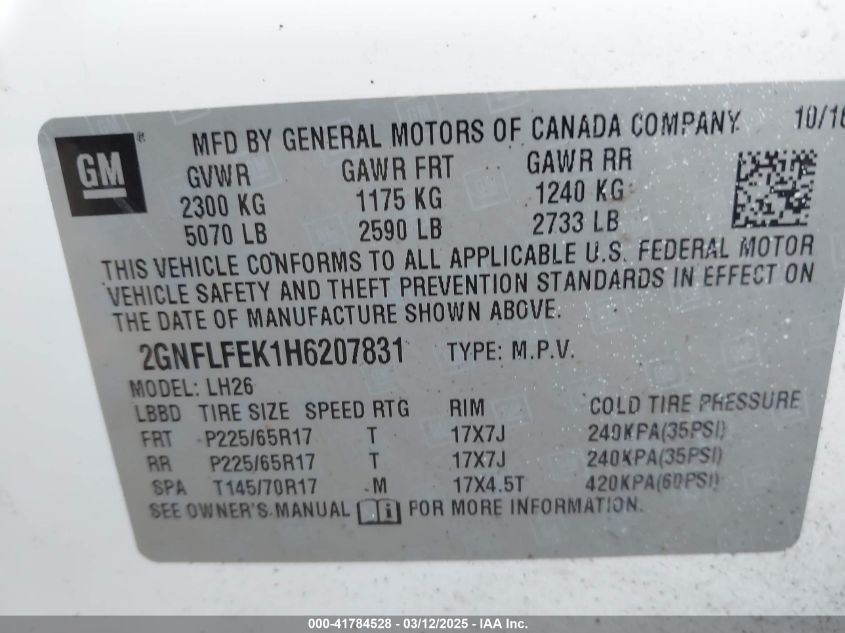 GM®
MFD BY GENERAL MOTORS OF CANADA COMPANY 10/16
GVWR GAWR FRT GAWR RR
2300 KG 1175 KG 1240 KG
5070 LB 2590 LB 2733 LB
THIS VEHICLE CONFORMS TO ALL APPLICABLE U.S. FEDERAL MOTOR
VEHICLE SAFETY AND THEFT PREVENTION STANDARDS IN EFFECT ON
THE DATE OF MANUFACTURE SHOWN ABOVE.
2GNFLFEK1H6207831 TYPE: M.P.V.
MODEL: LH26
LBBD TIRE SIZE SPEED RTG RIM COLD TIRE PRESSURE
FRT P225/65R17 T 17X7J 240KPA(35PSI)
RR P225/65R17 T 17X7J 240KPA(35PSI)
SPA T145/70R17 M 17X4.5T 420KPA(60PSI)
SEE OWNER'S MANUAL i FOR MORE INFORMATION.
000-41784528 - 03/12/2025 - IAA Inc.